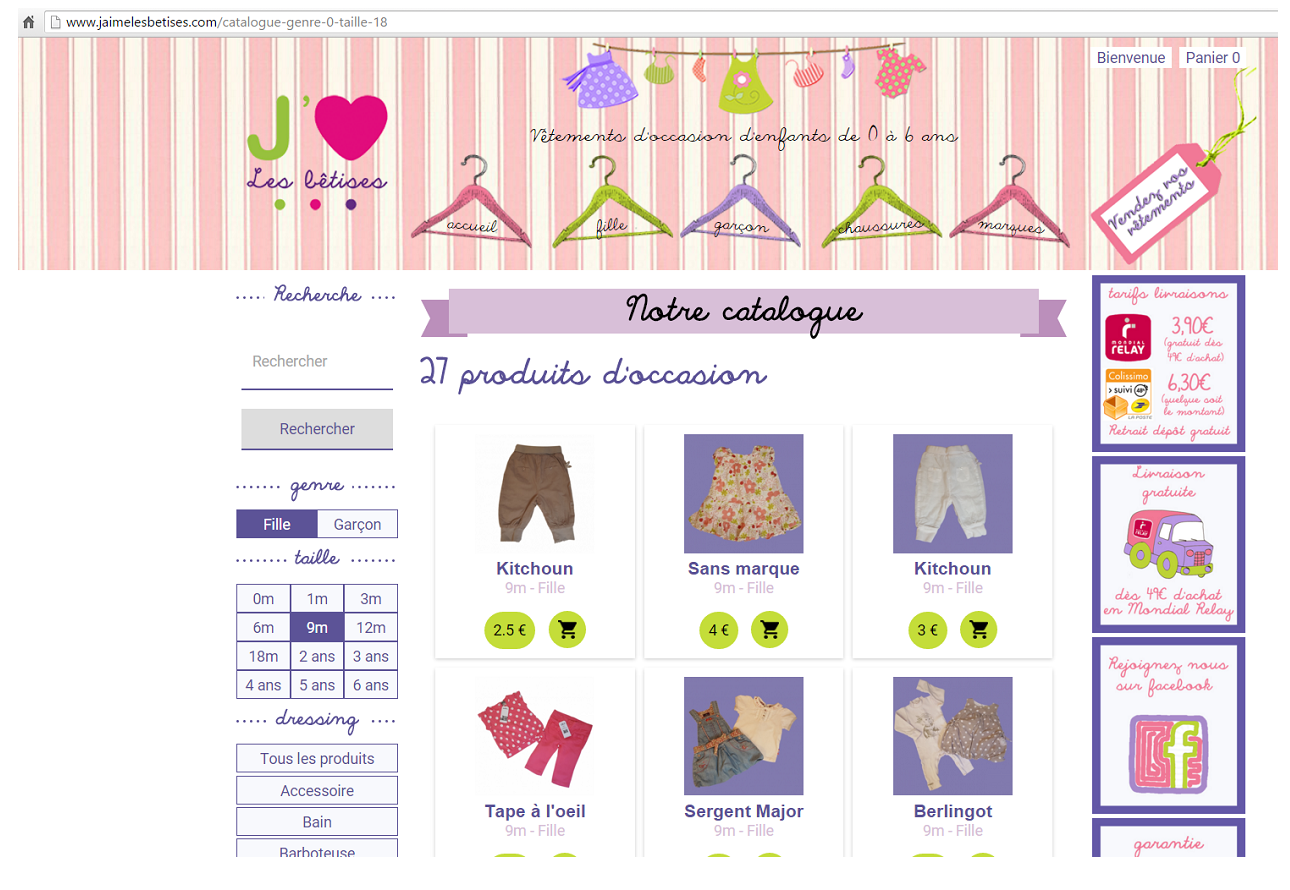 www.jaimelesbetises.com/catalogue-genre-0-taille-18
Bienvenue
Panier 0
J'
Les bêtises
Vêtements d'occasion d'enfants de 0 à 6 ans
accueil
fille
garçon
chaussures
marques
Vendez vos
vêtements
Recherche
Rechercher
Rechercher
genre
Fille
Garçon
taille
0m 1m 3m
6m 9m 12m
18m 2 ans 3 ans
4 ans 5 ans 6 ans
dressing
Tous les produits
Accessoire
Bain
Barboteuse
Notre catalogue
27 produits d'occasion
Kitchoun
9m - Fille
2.5 €
Sans marque
9m - Fille
4 €
Kitchoun
9m - Fille
3 €
Tape à l'oeil
9m - Fille
Sergent Major
9m - Fille
Berlingot
9m - Fille
tarifs livraisons
MONDIAL
RELAY
3,90€
(gratuit dès
49€ d'achat)
Colissimo
suivi 48H
LA POSTE
6,30€
(quelque soit
le montant)
Retrait dépôt gratuit
Livraison
gratuite
RELAY
dès 49€ d'achat
en Mondial Relay
Rejoignez nous
sur facebook
garantie